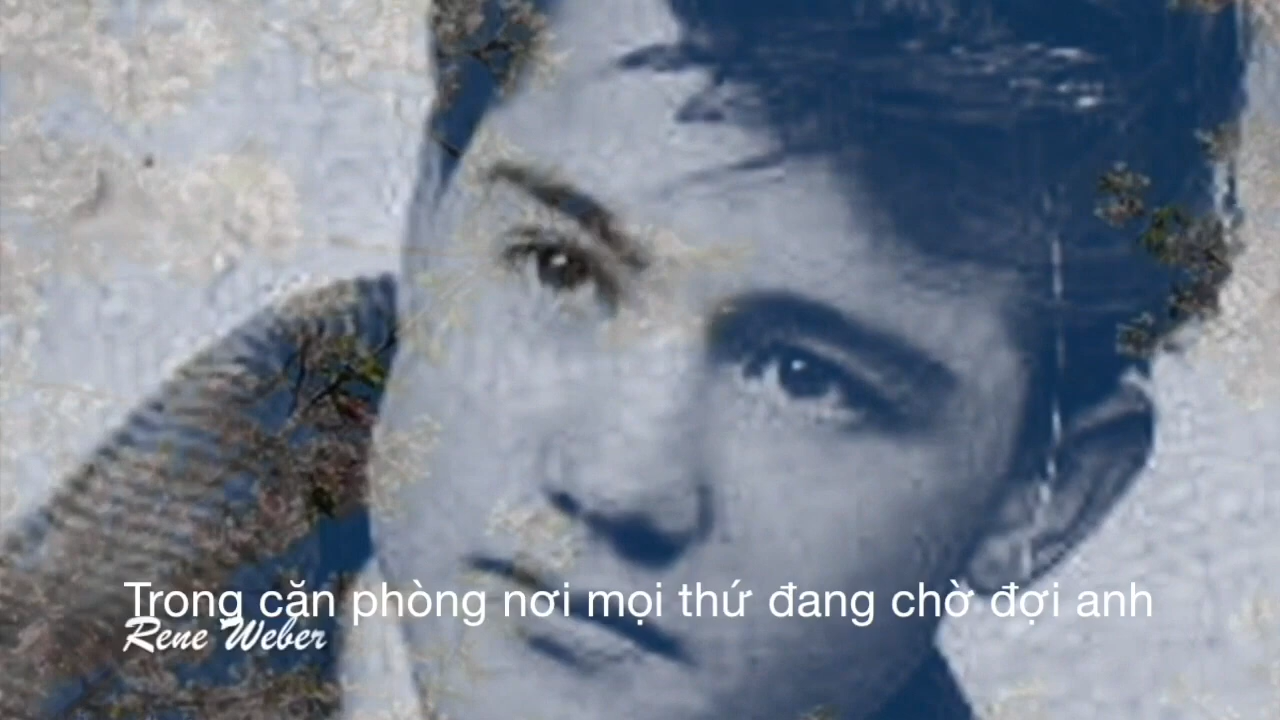 Trong căn phòng nơi mọi thứ đang chờ đợi anh
Rene Weber